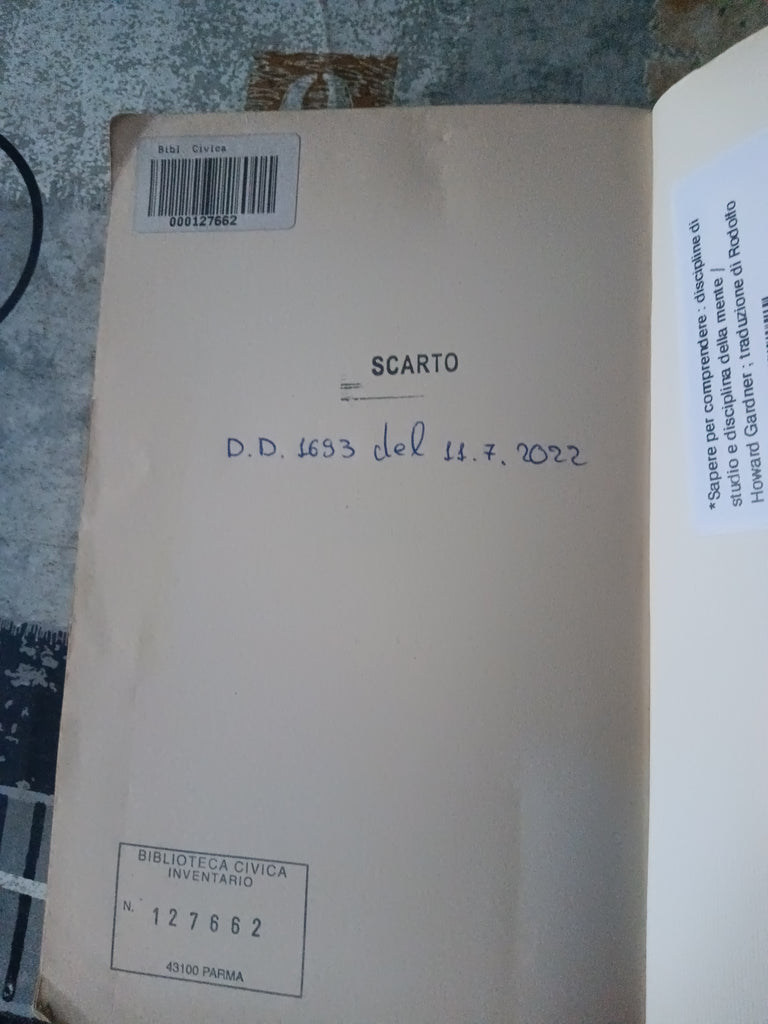 Bibl Civica
000127662
SCARTO
D.D. 1693 del 11.7.2022
BIBLIOTECA CIVICA
INVENTARIO
N. 127662
43100 PARMA
*Sapere per comprendere : discipline di
studio e disciplina della mente /
Howard Gardner ; traduzione di Rodolfo